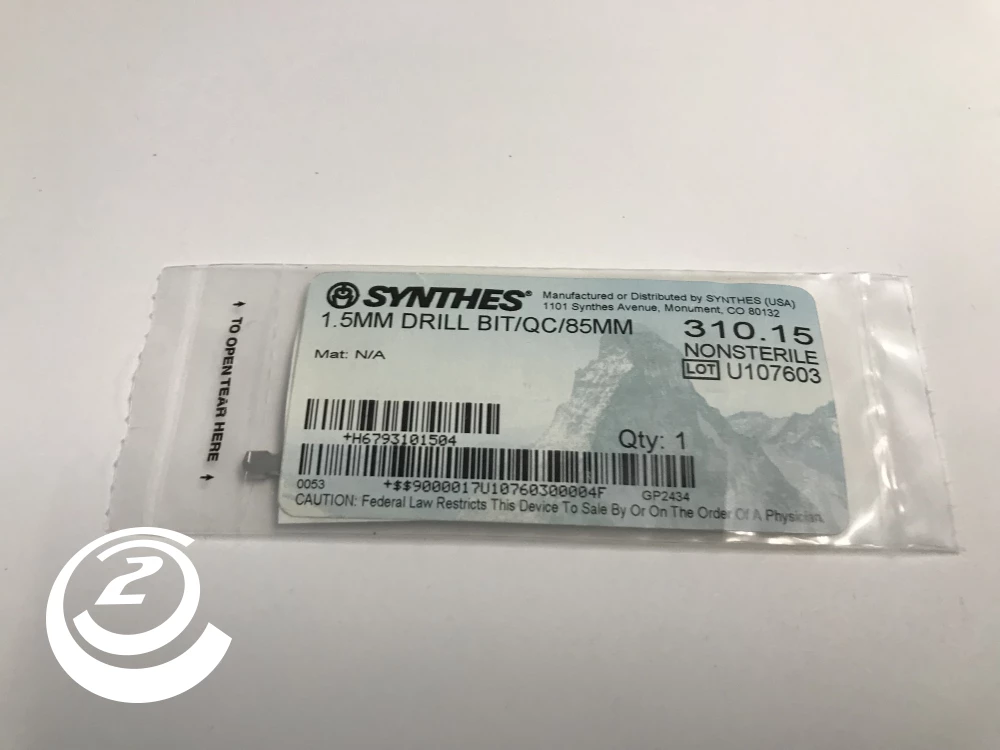 ↑ TO OPEN TEAR HERE ↑
SYNTHES®
Manufactured or Distributed by SYNTHES (USA)
1101 Synthes Avenue, Monument, CO 80132
1.5MM DRILL BIT/QC/85MM
310.15
NONSTERILE
LOT U107603
Mat: N/A
Qty: 1
+H6793101504
+$$9000017U10760300004F
0053
GP2434
CAUTION: Federal Law Restricts This Device To Sale By Or On The Order Of A Physician.
2